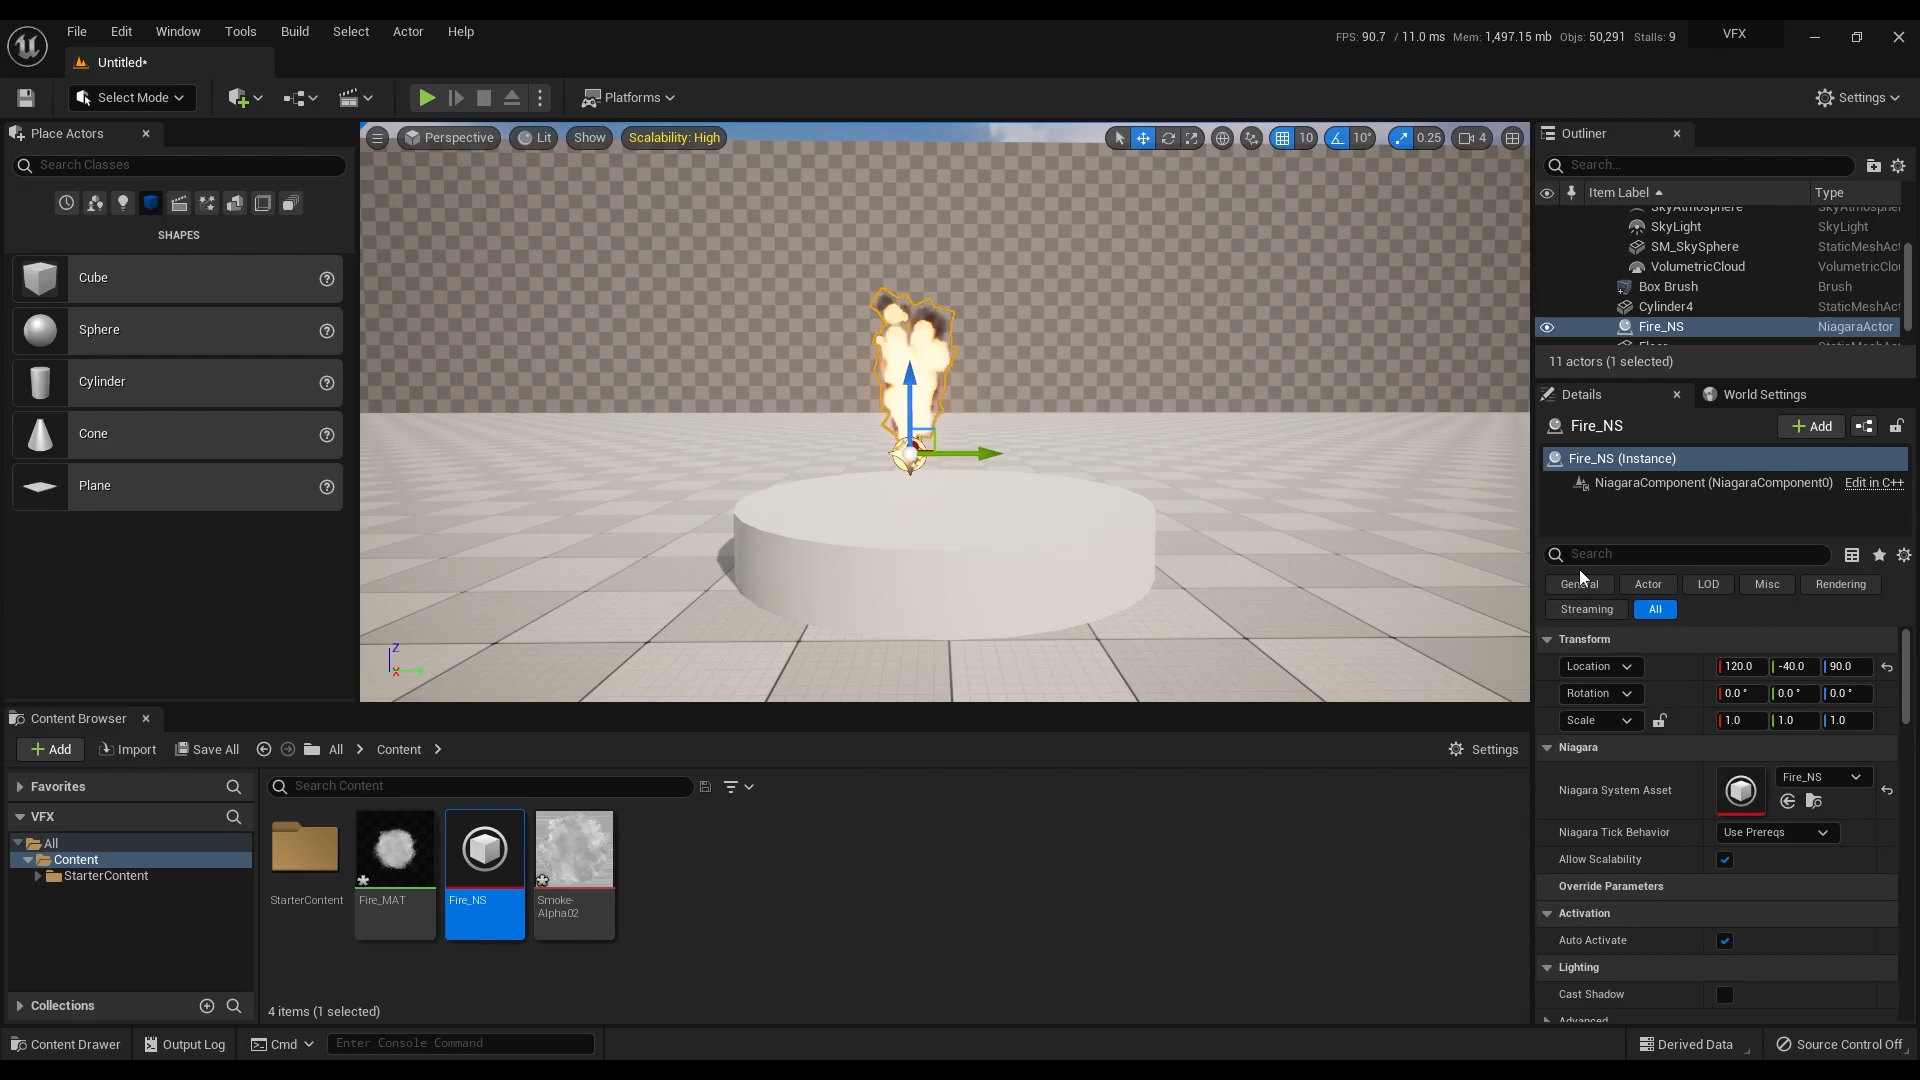 File Edit Window Tools Build Select Actor Help
FPS: 90.7 / 11.0 ms Mem: 1,497.15 mb Objs: 50,291 Stalls: 9
VFX
Untitled*
Select Mode
Platforms
Settings
Place Actors
Search Classes
SHAPES
Cube
Sphere
Cylinder
Cone
Plane
Perspective
Lit
Show
Scalability: High
10
10°
0.25
4
Z
X
Outliner
Search...
Item Label Type
SkyAtmosphere SkyAtmospher
SkyLight SkyLight
SM_SkySphere StaticMeshAct
VolumetricCloud VolumetricClou
Box Brush Brush
Cylinder4 StaticMeshAct
Fire_NS NiagaraActor
11 actors (1 selected)
Details
World Settings
Fire_NS
Add
Fire_NS (Instance)
NiagaraComponent (NiagaraComponent0) Edit in C++
Search
General Actor LOD Misc Rendering
Streaming All
Transform
Location 120.0 -40.0 90.0
Rotation 0.0 ° 0.0 ° 0.0 °
Scale 1.0 1.0 1.0
Niagara
Niagara System Asset
Fire_NS
Niagara Tick Behavior Use Prereqs
Allow Scalability
Override Parameters
Activation
Auto Activate
Lighting
Cast Shadow
Advanced
Content Browser
Add Import Save All All Content
Settings
Favorites
VFX
All
Content
StarterContent
Collections
Search Content
StarterContent
Fire_MAT
Fire_NS
Smoke-
Alpha02
4 items (1 selected)
Content Drawer Output Log Cmd Enter Console Command
Derived Data Source Control Off